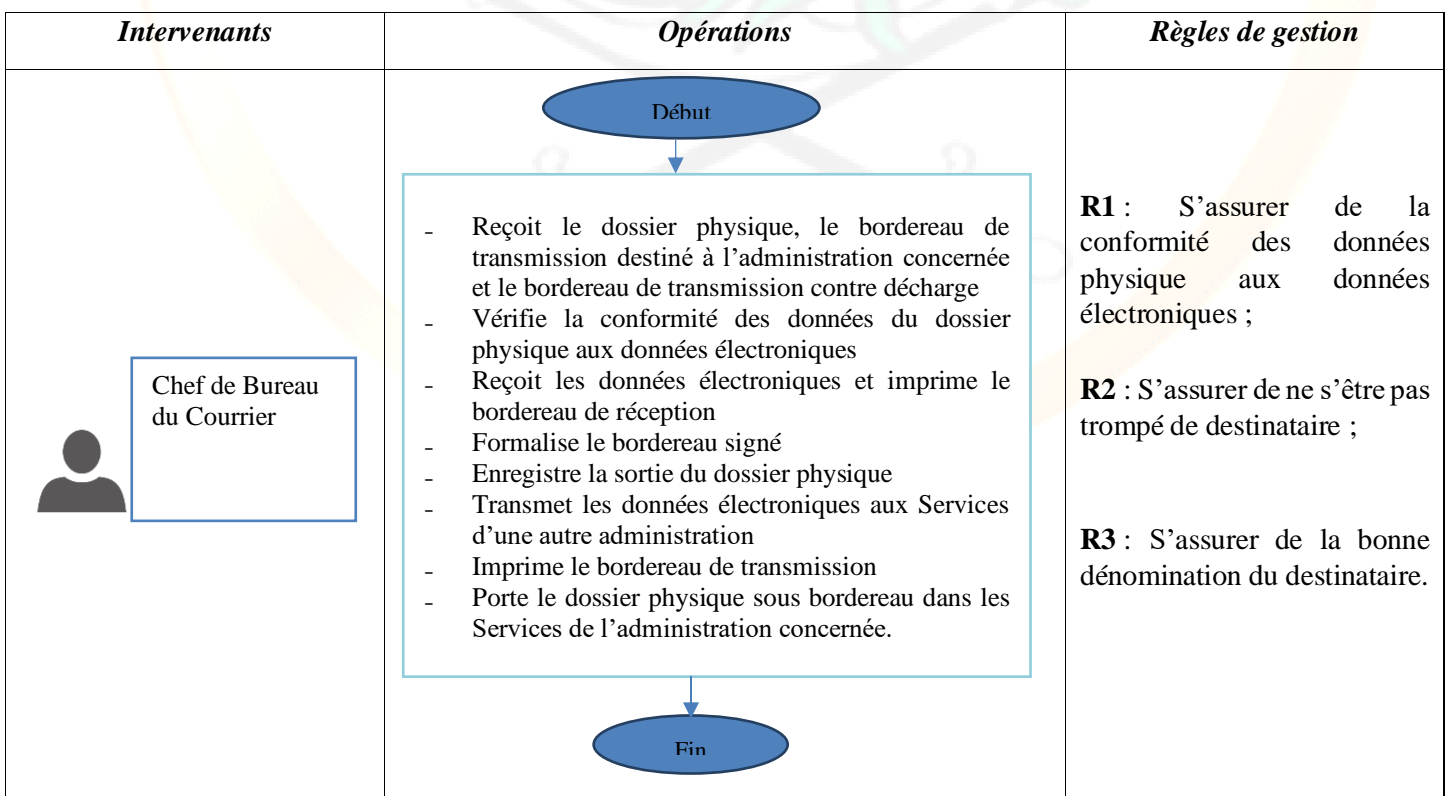 Intervenants
Opérations
Règles de gestion
Chef de Bureau
du Courrier
Début
- Reçoit le dossier physique, le bordereau de
transmission destiné à l’administration concernée
et le bordereau de transmission contre décharge
- Vérifie la conformité des données du dossier
physique aux données électroniques
- Reçoit les données électroniques et imprime le
bordereau de réception
- Formalise le bordereau signé
- Enregistre la sortie du dossier physique
- Transmet les données électroniques aux Services
d’une autre administration
- Imprime le bordereau de transmission
- Porte le dossier physique sous bordereau dans les
Services de l’administration concernée.
Fin
R1 : S’assurer de la
conformité des données
physique aux données
électroniques ;
R2 : S’assurer de ne s’être pas
trompé de destinataire ;
R3 : S’assurer de la bonne
dénomination du destinataire.